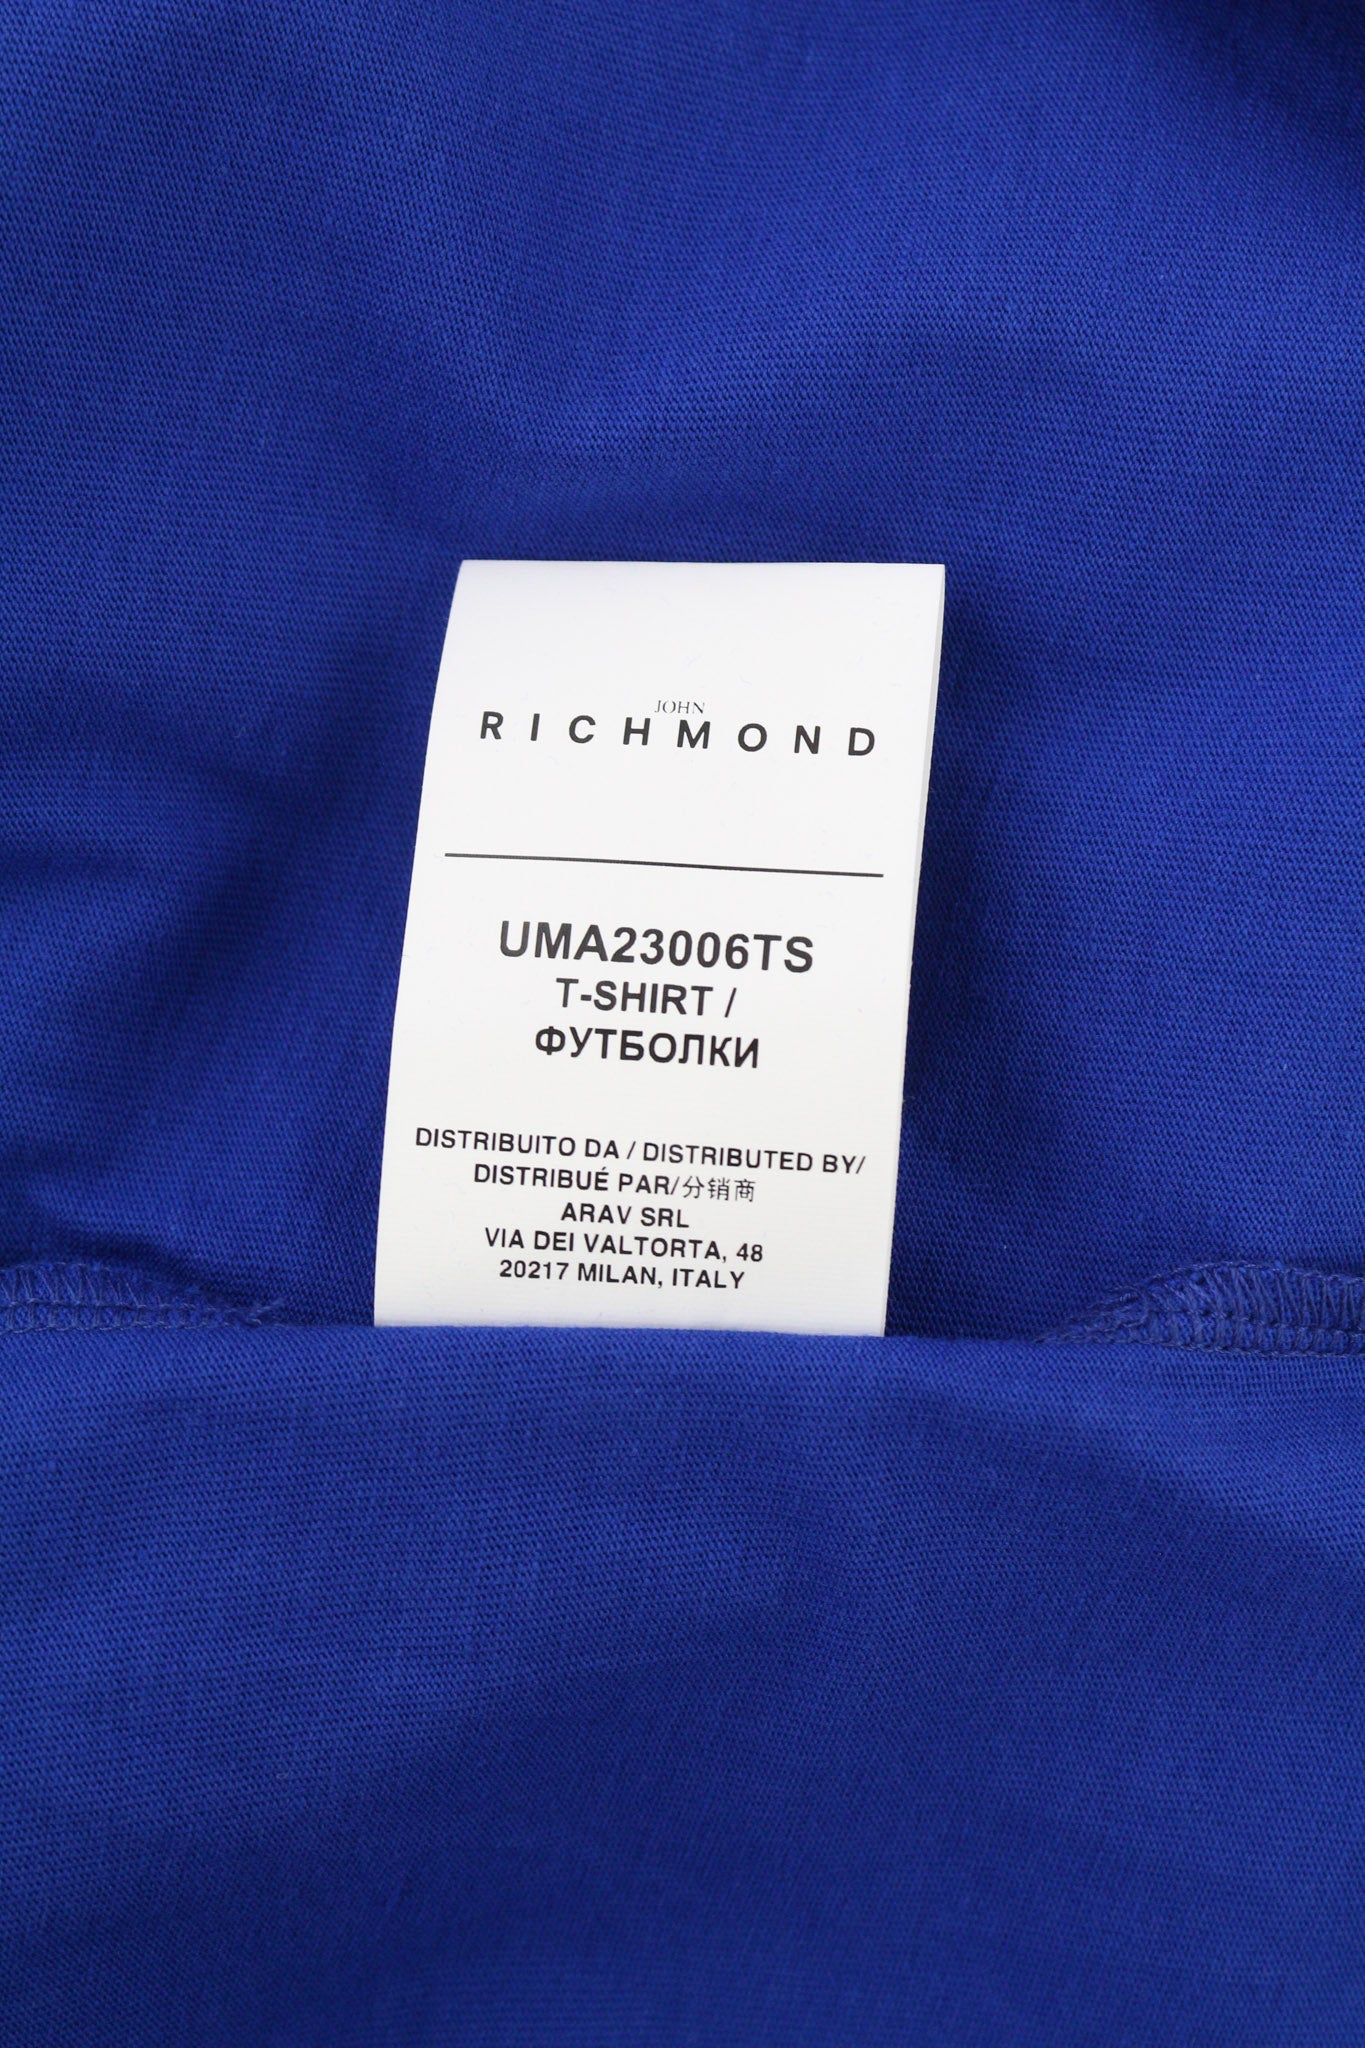 JOHN
RICHMOND
UMA23006TS
T-SHIRT /
ФУТБОЛКИ
DISTRIBUITO DA / DISTRIBUTED BY/
DISTRIBUÉ PAR/分销商
ARAV SRL
VIA DEI VALTORTA, 48
20217 MILAN, ITALY